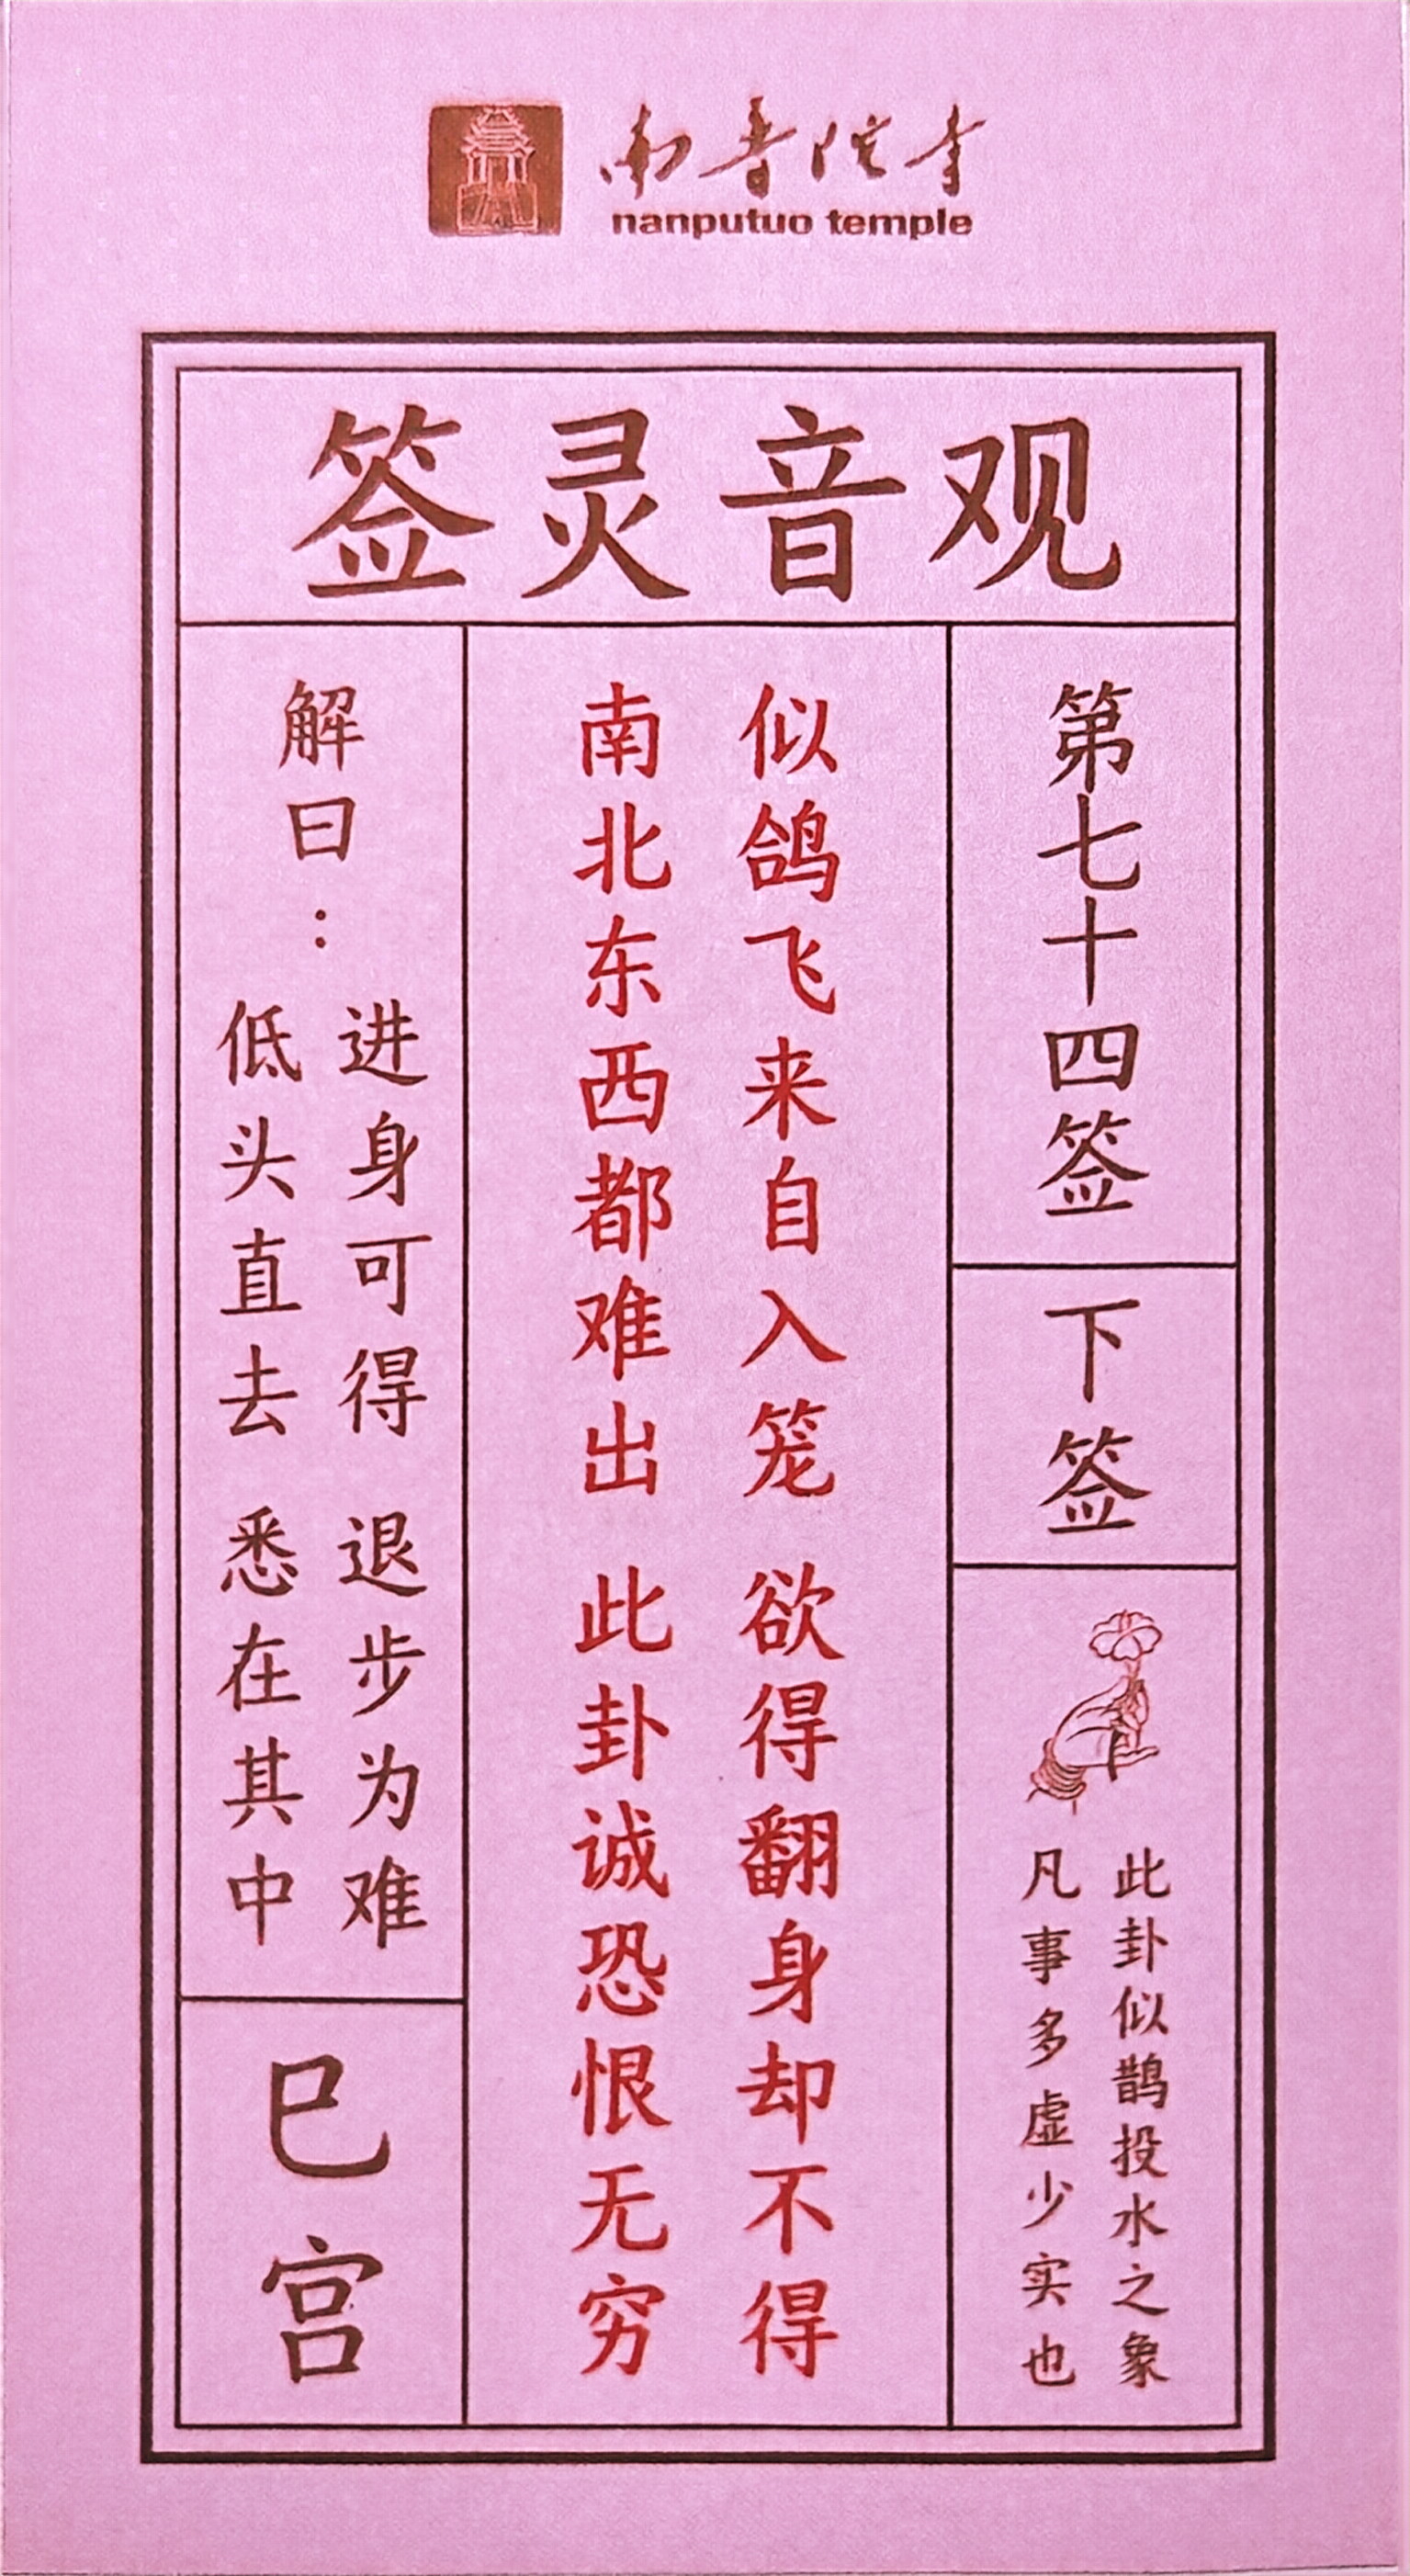 南普陀寺
nanputuo temple
观音灵签
第七十四签
下签
此卦似鹊投水之象
凡事多虚少实也
似鸽飞来自入笼 欲得翻身却不得
南北东西都难出 此卦诚恐恨无穷
解曰：
进身可得 退步为难
低头直去 悉在其中
巳宫